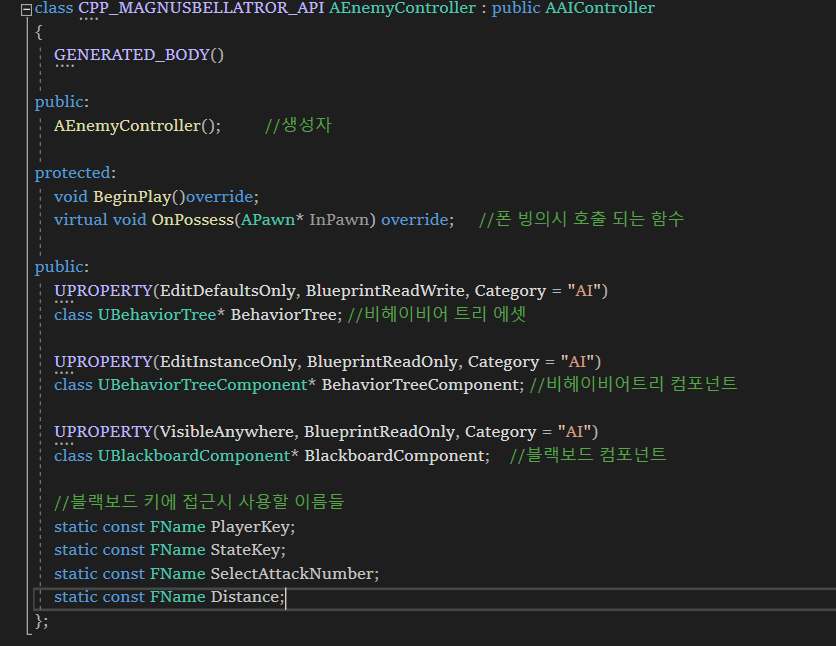 class CPP_MAGNUSBELLATROR_API AEnemyController : public AAIController
{
GENERATED_BODY()
public:
AEnemyController(); //생성자
protected:
void BeginPlay()override;
virtual void OnPossess(APawn* InPawn) override; //폰 빙의시 호출 되는 함수
public:
UPROPERTY(EditDefaultsOnly, BlueprintReadWrite, Category = "AI")
class UBehaviorTree* BehaviorTree; //비헤이비어 트리 에셋
UPROPERTY(EditInstanceOnly, BlueprintReadOnly, Category = "AI")
class UBehaviorTreeComponent* BehaviorTreeComponent; //비헤이비어트리 컴포넌트
UPROPERTY(VisibleAnywhere, BlueprintReadOnly, Category = "AI")
class UBlackboardComponent* BlackboardComponent; //블랙보드 컴포넌트
//블랙보드 키에 접근시 사용할 이름들
static const FName PlayerKey;
static const FName StateKey;
static const FName SelectAttackNumber;
static const FName Distance;
};